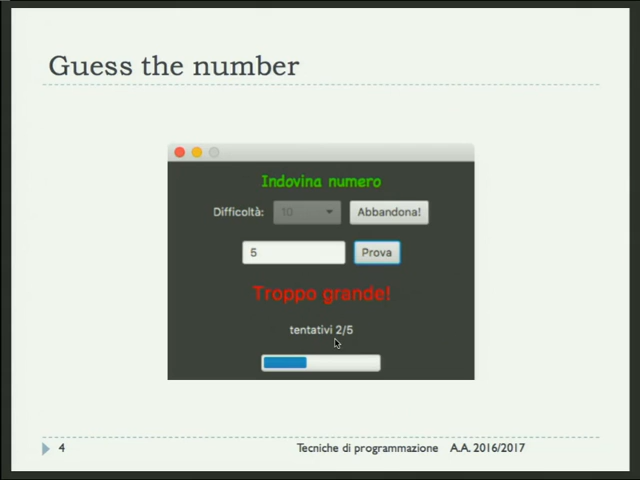 Guess the number
Indovina numero
Difficoltà: 10 Abbandona!
5 Prova
Troppo grande!
tentativi 2/5
4 Tecniche di programmazione A.A. 2016/2017